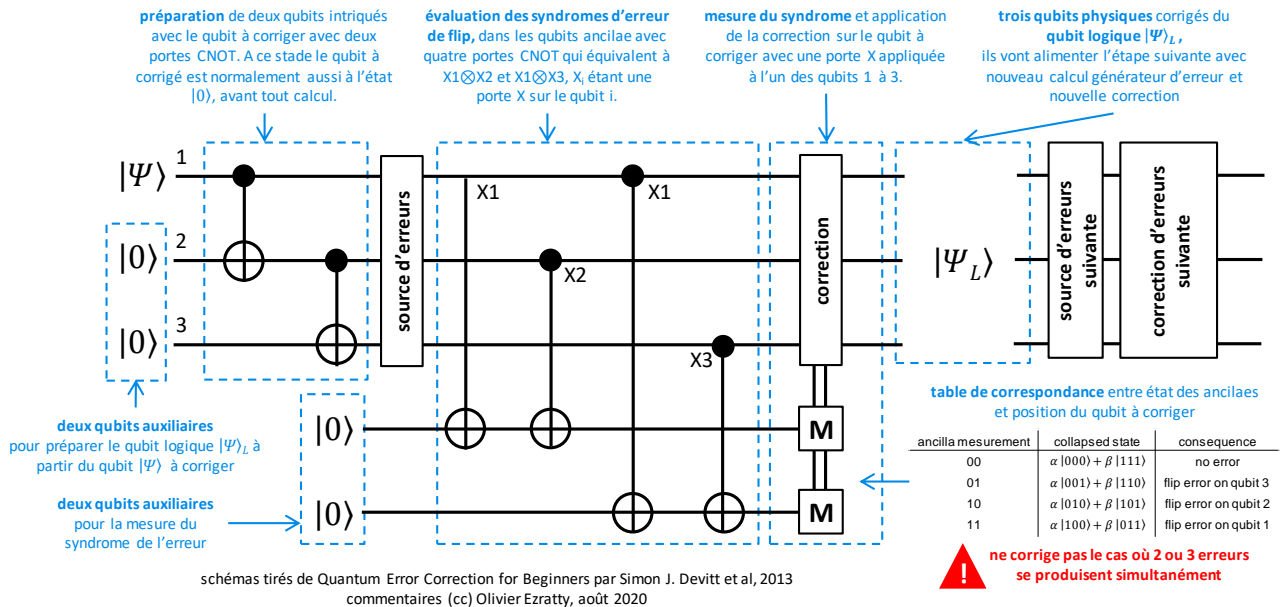 préparation de deux qubits intriqués
avec le qubit à corriger avec deux
portes CNOT. A ce stade le qubit à
corrigé est normalement aussi à l'état
|0⟩, avant tout calcul.
évaluation des syndromes d'erreur
de flip, dans les qubits ancilae avec
quatre portes CNOT qui équivalent à
X1⊗X2 et X1⊗X3, Xᵢ étant une
porte X sur le qubit i.
mesure du syndrome et application
de la correction sur le qubit à
corriger avec une porte X appliquée
à l'un des qubits 1 à 3.
trois qubits physiques corrigés du
qubit logique |Ψ⟩L,
ils vont alimenter l'étape suivante avec
nouveau calcul générateur d'erreur et
nouvelle correction
|Ψ⟩ 1
|0⟩ 2
|0⟩ 3
source d'erreurs
X1
X2
X1
X3
correction
|ΨL⟩
source d'erreurs
suivante
correction d'erreurs
suivante
|0⟩
|0⟩
M
M
deux qubits auxiliaires
pour préparer le qubit logique |Ψ⟩L à
partir du qubit |Ψ⟩ à corriger
deux qubits auxiliaires
pour la mesure du
syndrome de l'erreur
table de correspondance entre état des ancilaes
et position du qubit à corriger
ancilla mesurement collapsed state consequence
00 α|000⟩ + β|111⟩ no error
01 α|001⟩ + β|110⟩ flip error on qubit 3
10 α|010⟩ + β|101⟩ flip error on qubit 2
11 α|100⟩ + β|011⟩ flip error on qubit 1
!
ne corrige pas le cas où 2 ou 3 erreurs
se produisent simultanément
schémas tirés de Quantum Error Correction for Beginners par Simon J. Devitt et al, 2013
commentaires (cc) Olivier Ezratty, août 2020